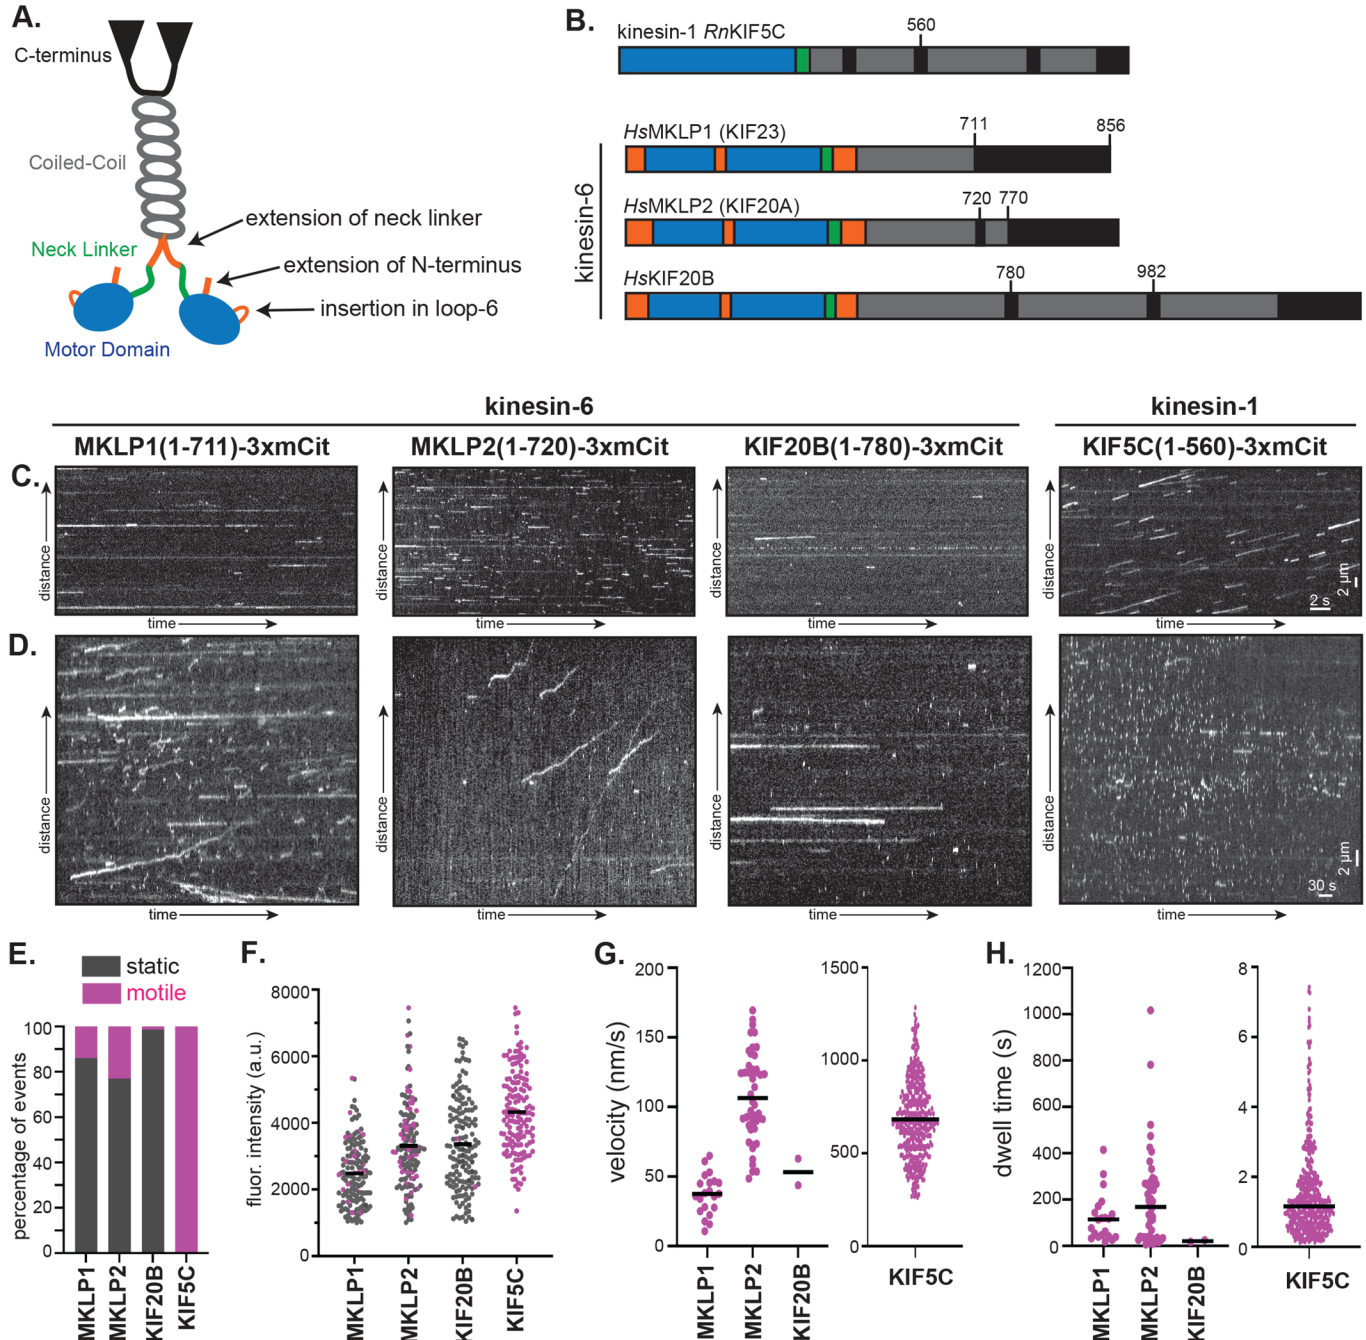 A.
C-terminus
Coiled-Coil
extension of neck linker
Neck Linker
extension of N-terminus
insertion in loop-6
Motor Domain
B.
kinesin-1 RnKIF5C
560
kinesin-6
HsMKLP1 (KIF23)
711
856
HsMKLP2 (KIF20A)
720
770
HsKIF20B
780
982
kinesin-6
kinesin-1
MKLP1(1-711)-3xmCit
MKLP2(1-720)-3xmCit
KIF20B(1-780)-3xmCit
KIF5C(1-560)-3xmCit
C.
distance
time
distance
time
distance
time
distance
time
2 s
2 μm
D.
distance
time
distance
time
distance
time
distance
time
30 s
2 μm
E.
static
motile
percentage of events
100
80
60
40
20
0
MKLP1
MKLP2
KIF20B
KIF5C
F.
fluor. intensity (a.u.)
8000
6000
4000
2000
0
MKLP1
MKLP2
KIF20B
KIF5C
G.
velocity (nm/s)
200
150
100
50
0
MKLP1
MKLP2
KIF20B
1500
1000
500
0
KIF5C
H.
dwell time (s)
1200
1000
800
600
400
200
0
MKLP1
MKLP2
KIF20B
8
6
4
2
0
KIF5C